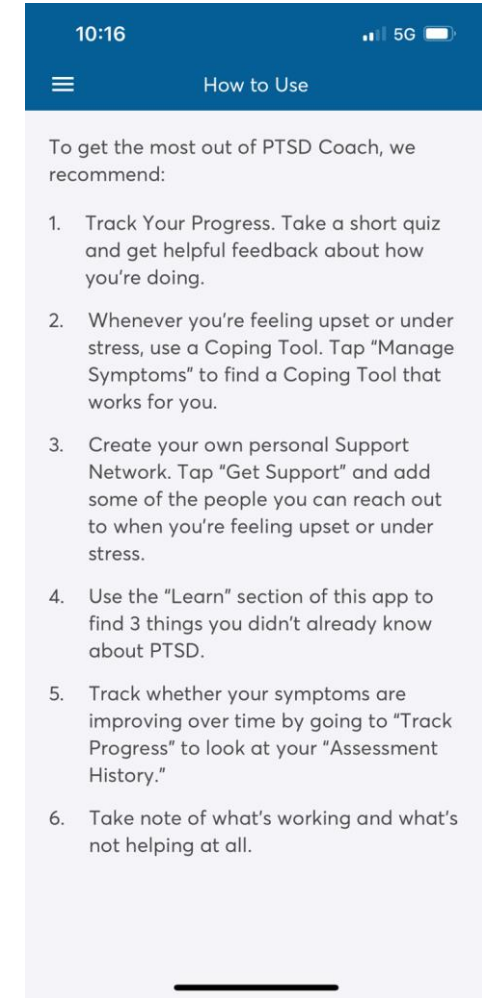 10:16 5G
How to Use
To get the most out of PTSD Coach, we
recommend:
1. Track Your Progress. Take a short quiz
and get helpful feedback about how
you're doing.
2. Whenever you're feeling upset or under
stress, use a Coping Tool. Tap “Manage
Symptoms” to find a Coping Tool that
works for you.
3. Create your own personal Support
Network. Tap “Get Support” and add
some of the people you can reach out
to when you're feeling upset or under
stress.
4. Use the “Learn” section of this app to
find 3 things you didn't already know
about PTSD.
5. Track whether your symptoms are
improving over time by going to “Track
Progress” to look at your “Assessment
History.”
6. Take note of what's working and what's
not helping at all.